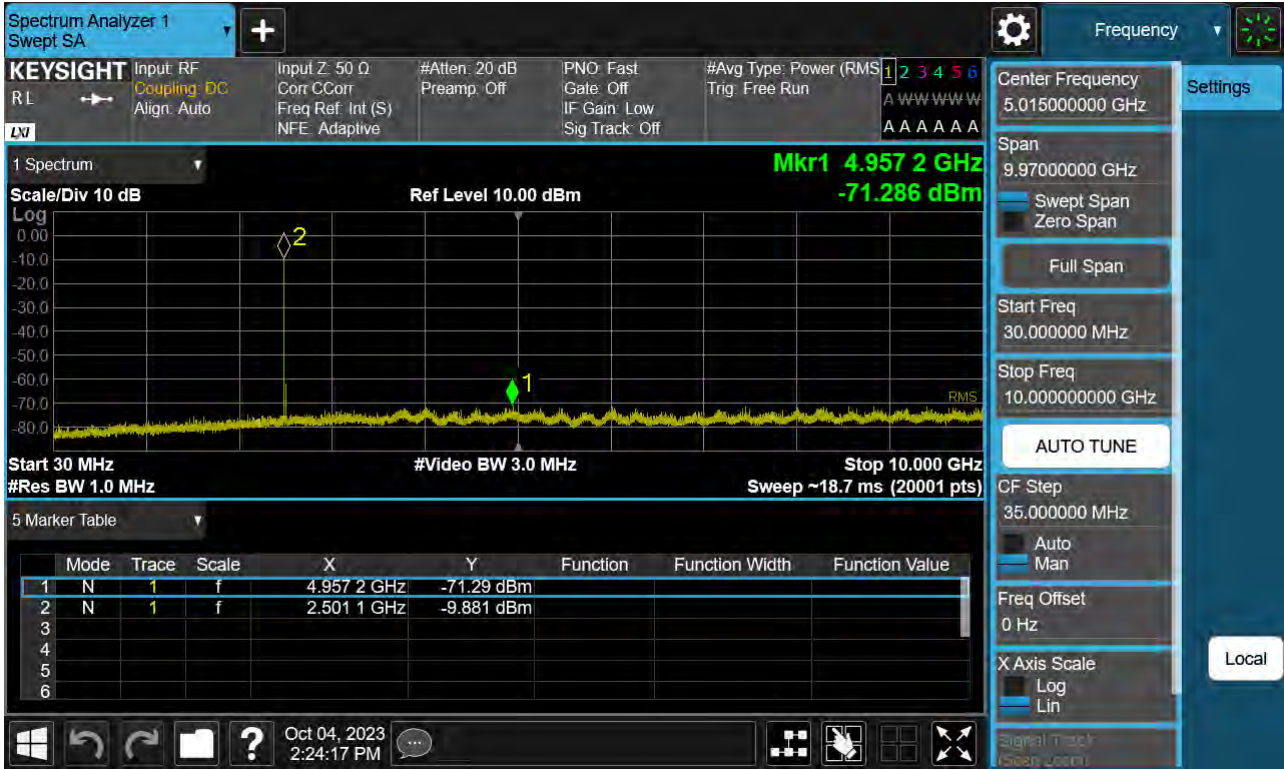 Spectrum Analyzer 1
Swept SA
+
Frequency
KEYSIGHT
RL
LXI
Input: RF
Coupling: DC
Align: Auto
Input Z: 50 Ω
Corr CCorr
Freq Ref: Int (S)
NFE: Adaptive
#Atten: 20 dB
Preamp: Off
PNO: Fast
Gate: Off
IF Gain: Low
Sig Track: Off
#Avg Type: Power (RMS
Trig: Free Run
1 2 3 4 5 6
A W W W W W
A A A A A A
1 Spectrum
Mkr1 4.957 2 GHz
Scale/Div 10 dB
Ref Level 10.00 dBm
-71.286 dBm
Log
0.00
-10.0
-20.0
-30.0
-40.0
-50.0
-60.0
-70.0
-80.0
2
1
RMS
Start 30 MHz
#Video BW 3.0 MHz
Stop 10.000 GHz
#Res BW 1.0 MHz
Sweep ~18.7 ms (20001 pts)
5 Marker Table
Mode Trace Scale X Y Function Function Width Function Value
1 N 1 f 4.957 2 GHz -71.29 dBm
2 N 1 f 2.501 1 GHz -9.881 dBm
3
4
5
6
?
Oct 04, 2023
2:24:17 PM
Center Frequency
5.015000000 GHz
Settings
Span
9.97000000 GHz
Swept Span
Zero Span
Full Span
Start Freq
30.000000 MHz
Stop Freq
10.000000000 GHz
AUTO TUNE
CF Step
35.000000 MHz
Auto
Man
Freq Offset
0 Hz
X Axis Scale
Log
Lin
Local
Signal Track
(Span Zoom)